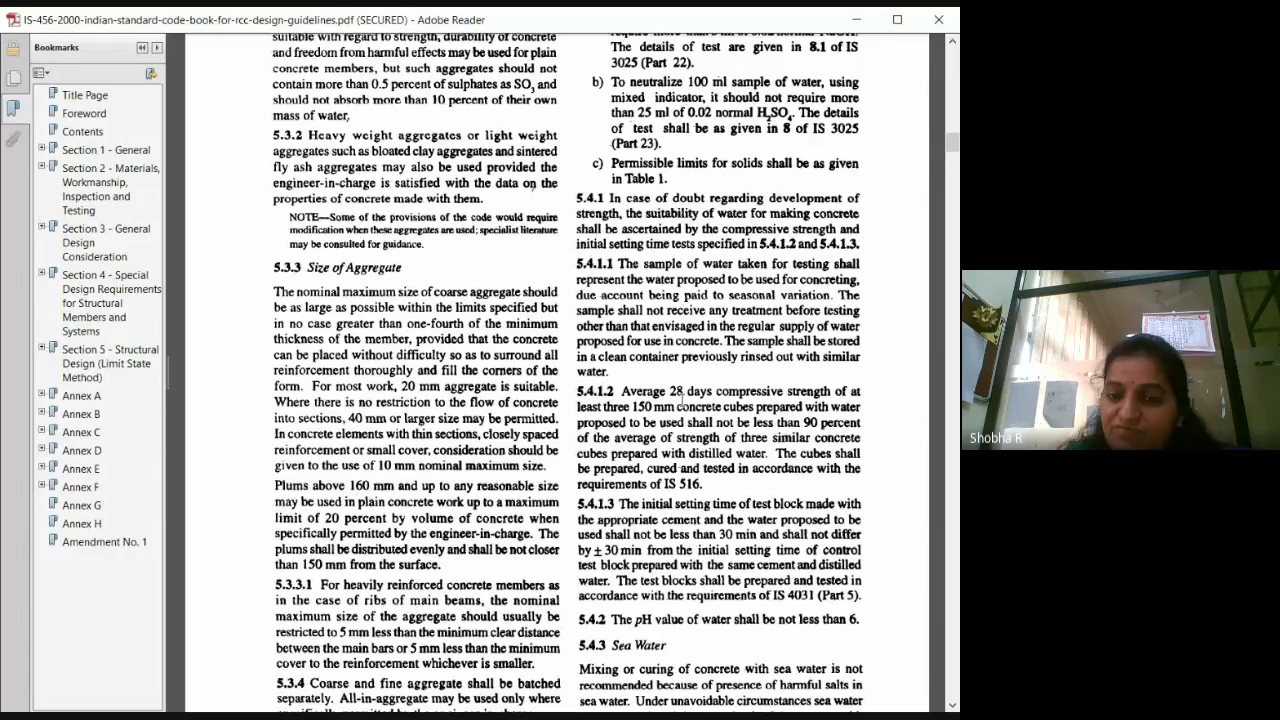 IS-456-2000-indian-standard-code-book-for-rcc-design-guidelines.pdf (SECURED) - Adobe Reader
Bookmarks
Title Page
Foreword
Contents
Section 1 - General
Section 2 - Materials,
Workmanship,
Inspection and
Testing
Section 3 - General
Design
Consideration
Section 4 - Special
Design Requirements
for Structural
Members and
Systems
Section 5 - Structural
Design (Limit State
Method)
Annex A
Annex B
Annex C
Annex D
Annex E
Annex F
Annex G
Annex H
Amendment No. 1
suitable with regard to strength, durability of concrete
and freedom from harmful effects may be used for plain
concrete members, but such aggregates should not
contain more than 0.5 percent of sulphates as SO3 and
should not absorb more than 10 percent of their own
mass of water,
5.3.2 Heavy weight aggregates or light weight
aggregates such as bloated clay aggregates and sintered
fly ash aggregates may also be used provided the
engineer-in-charge is satisfied with the data on the
properties of concrete made with them.
NOTE—Some of the provisions of the code would require
modification when these aggregates are used; specialist literature
may be consulted for guidance.
5.3.3 Size of Aggregate
The nominal maximum size of coarse aggregate should
be as large as possible within the limits specified but
in no case greater than one-fourth of the minimum
thickness of the member, provided that the concrete
can be placed without difficulty so as to surround all
reinforcement thoroughly and fill the corners of the
form. For most work, 20 mm aggregate is suitable.
Where there is no restriction to the flow of concrete
into sections, 40 mm or larger size may be permitted.
In concrete elements with thin sections, closely spaced
reinforcement or small cover, consideration should be
given to the use of 10 mm nominal maximum size.
Plums above 160 mm and up to any reasonable size
may be used in plain concrete work up to a maximum
limit of 20 percent by volume of concrete when
specifically permitted by the engineer-in-charge. The
plums shall be distributed evenly and shall be not closer
than 150 mm from the surface.
5.3.3.1 For heavily reinforced concrete members as
in the case of ribs of main beams, the nominal
maximum size of the aggregate should usually be
restricted to 5 mm less than the minimum clear distance
between the main bars or 5 mm less than the minimum
cover to the reinforcement whichever is smaller.
5.3.4 Coarse and fine aggregate shall be batched
separately. All-in-aggregate may be used only where
The details of test are given in 8.1 of IS
3025 (Part 22).
b) To neutralize 100 ml sample of water, using
mixed indicator, it should not require more
than 25 ml of 0.02 normal H2SO4. The details
of test shall be as given in 8 of IS 3025
(Part 23).
c) Permissible limits for solids shall be as given
in Table 1.
5.4.1 In case of doubt regarding development of
strength, the suitability of water for making concrete
shall be ascertained by the compressive strength and
initial setting time tests specified in 5.4.1.2 and 5.4.1.3.
5.4.1.1 The sample of water taken for testing shall
represent the water proposed to be used for concreting,
due account being paid to seasonal variation. The
sample shall not receive any treatment before testing
other than that envisaged in the regular supply of water
proposed for use in concrete. The sample shall be stored
in a clean container previously rinsed out with similar
water.
5.4.1.2 Average 28 days compressive strength of at
least three 150 mm concrete cubes prepared with water
proposed to be used shall not be less than 90 percent
of the average of strength of three similar concrete
cubes prepared with distilled water. The cubes shall
be prepared, cured and tested in accordance with the
requirements of IS 516.
5.4.1.3 The initial setting time of test block made with
the appropriate cement and the water proposed to be
used shall not be less than 30 min and shall not differ
by ± 30 min from the initial setting time of control
test block prepared with the same cement and distilled
water. The test blocks shall be prepared and tested in
accordance with the requirements of IS 4031 (Part 5).
5.4.2 The pH value of water shall be not less than 6.
5.4.3 Sea Water
Mixing or curing of concrete with sea water is not
recommended because of presence of harmful salts in
sea water. Under unavoidable circumstances sea water
Shobha R